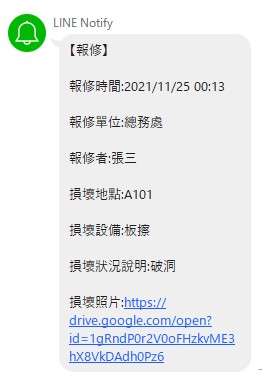 LINE Notify
【報修】
報修時間:2021/11/25 00:13
報修單位:總務處
報修者:張三
損壞地點:A101
損壞設備:板擦
損壞狀況說明:破洞
損壞照片:https://
drive.google.com/open?
id=1gRndP0r2V0oFHzkvME3
hX8VkDAdh0Pz6